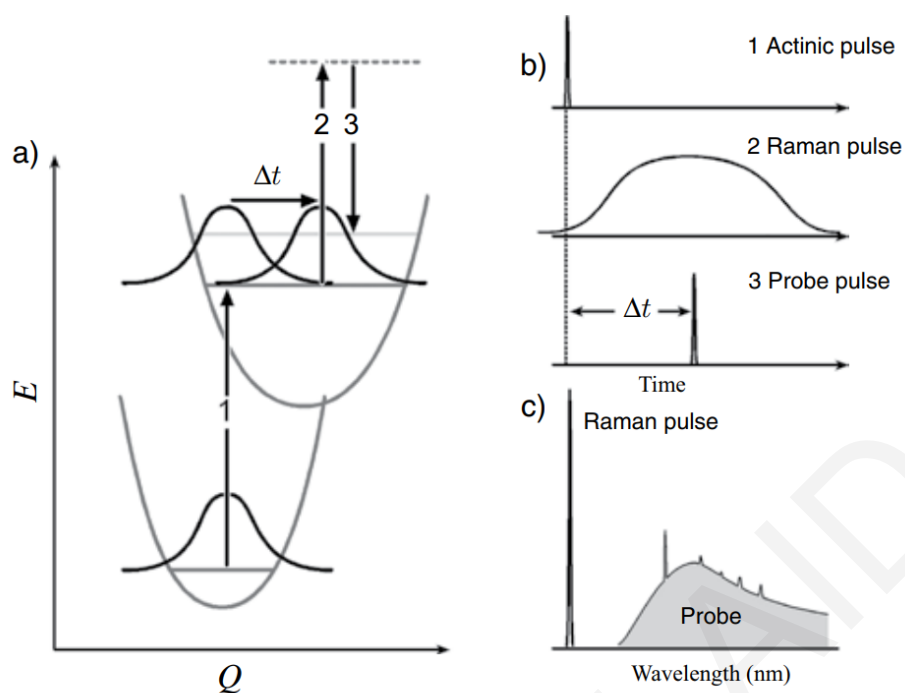 a)
E
Q
1
Δt
2 3
b)
1 Actinic pulse
2 Raman pulse
3 Probe pulse
Δt
Time
c)
Raman pulse
Probe
Wavelength (nm)
AID